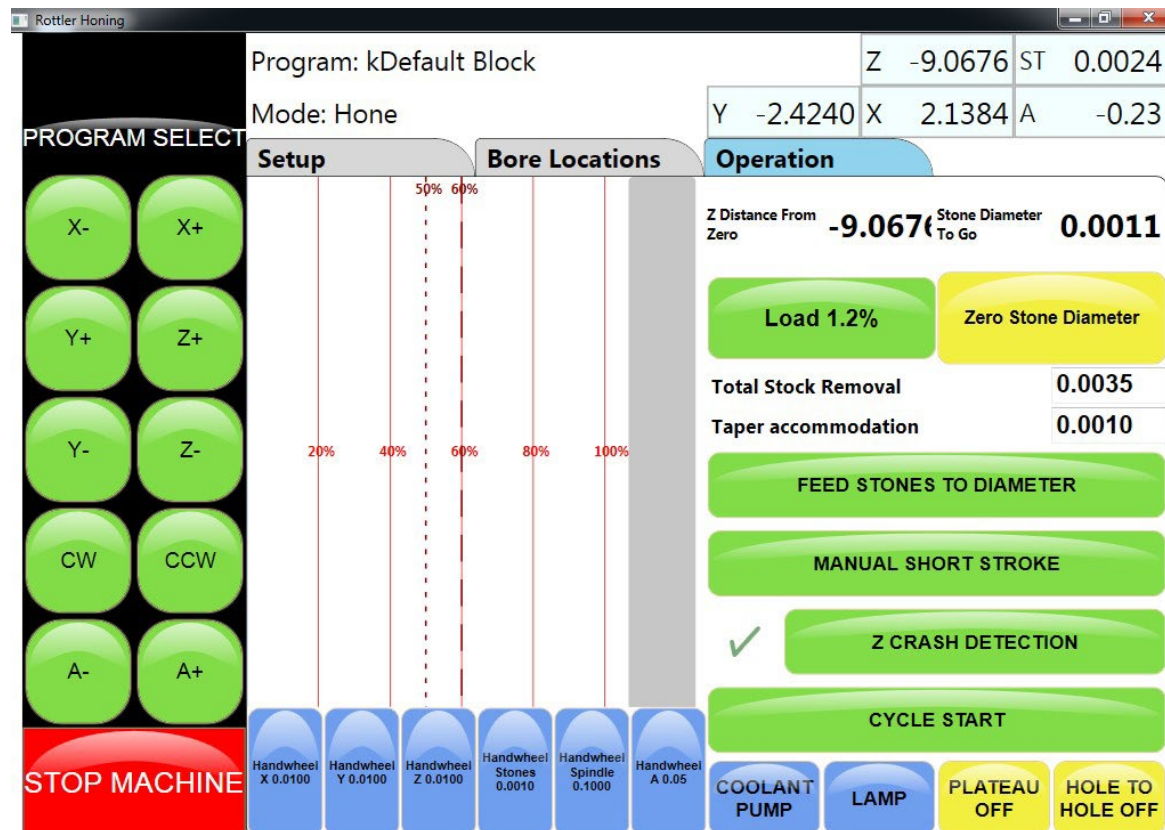 Rottler Honing
Program: kDefault Block
Z -9.0676 ST 0.0024
Mode: Hone
Y -2.4240 X 2.1384 A -0.23
PROGRAM SELECT
Setup
Bore Locations
Operation
X-
X+
Y+
Z+
Y-
Z-
CW
CCW
A-
A+
STOP MACHINE
50% 60%
20% 40% 60% 80% 100%
Z Distance From
Zero
-9.0676
Stone Diameter
To Go
0.0011
Load 1.2%
Zero Stone Diameter
Total Stock Removal 0.0035
Taper accommodation 0.0010
FEED STONES TO DIAMETER
MANUAL SHORT STROKE
Z CRASH DETECTION
CYCLE START
Handwheel
X 0.0100
Handwheel
Y 0.0100
Handwheel
Z 0.0100
Handwheel
Stones
0.0010
Handwheel
Spindle
0.1000
Handwheel
A 0.05
COOLANT
PUMP
LAMP
PLATEAU
OFF
HOLE TO
HOLE OFF